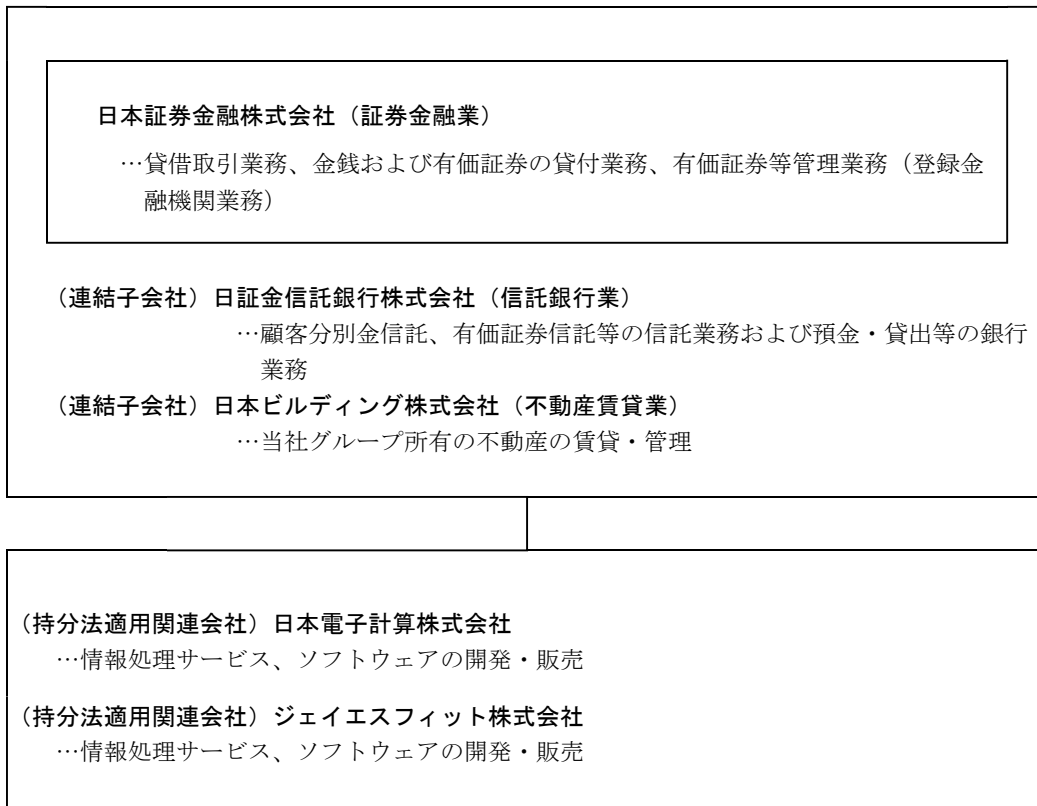 日本証券金融株式会社（証券金融業）
…貸借取引業務、金銭および有価証券の貸付業務、有価証券等管理業務（登録金
融機関業務）
（連結子会社）日証金信託銀行株式会社（信託銀行業）
…顧客分別金信託、有価証券信託等の信託業務および預金・貸出等の銀行
業務
（連結子会社）日本ビルディング株式会社（不動産賃貸業）
…当社グループ所有の不動産の賃貸・管理
（持分法適用関連会社）日本電子計算株式会社
…情報処理サービス、ソフトウェアの開発・販売
（持分法適用関連会社）ジェイエスフィット株式会社
…情報処理サービス、ソフトウェアの開発・販売